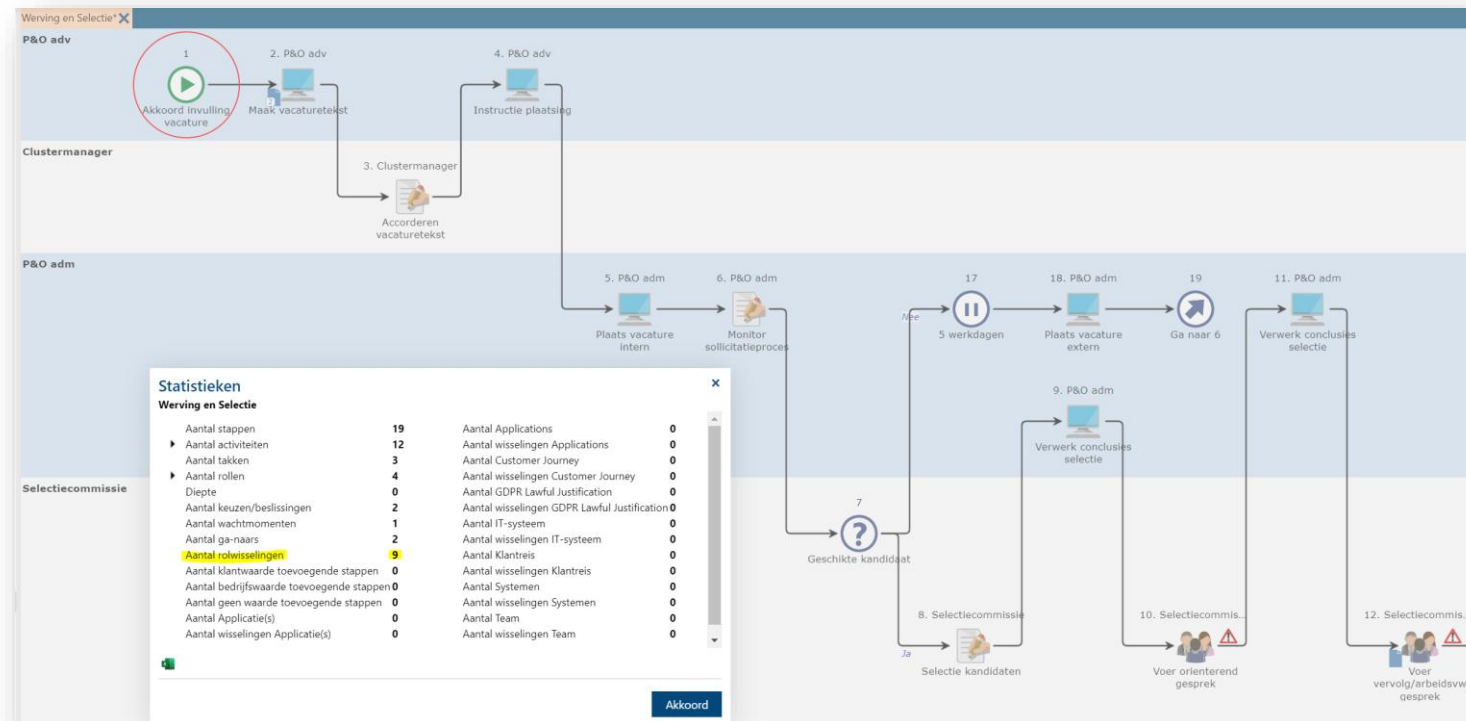 Werving en Selectie*
P&O adv
1
2. P&O adv
4. P&O adv
Akkoord invulling
vacature
Maak vacaturetekst
Instructie plaatsing
Clustermanager
3. Clustermanager
Accorderen
vacaturetekst
P&O adm
5. P&O adm
6. P&O adm
17
18. P&O adm
19
11. P&O adm
Nee
Plaats vacature
intern
Monitor
sollicitatieproces
5 werkdagen
Plaats vacature
extern
Ga naar 6
Verwerk conclusies
selectie
9. P&O adm
Verwerk conclusies
selectie
Selectiecommissie
7
Geschikte kandidaat
8. Selectiecommissie
10. Selectiecommis...
12. Selectiecommis.
Ja
Selectie kandidaten
Voer orienterend
gesprek
Voer
vervolg/arbeidsvw
gesprek
Statistieken
Werving en Selectie
Aantal stappen 19 Aantal Applications 0
Aantal activiteiten 12 Aantal wisselingen Applications 0
Aantal takken 3 Aantal Customer Journey 0
Aantal rollen 4 Aantal wisselingen Customer Journey 0
Diepte 0 Aantal GDPR Lawful Justification 0
Aantal keuzen/beslissingen 2 Aantal wisselingen GDPR Lawful Justification 0
Aantal wachtmomenten 1 Aantal IT-systeem 0
Aantal ga-naars 2 Aantal wisselingen IT-systeem 0
Aantal rolwisselingen 9 Aantal Klantreis 0
Aantal klantwaarde toevoegende stappen 0 Aantal wisselingen Klantreis 0
Aantal bedrijfswaarde toevoegende stappen 0 Aantal Systemen 0
Aantal geen waarde toevoegende stappen 0 Aantal wisselingen Systemen 0
Aantal Applicatie(s) 0 Aantal Team 0
Aantal wisselingen Applicatie(s) 0 Aantal wisselingen Team 0
Akkoord